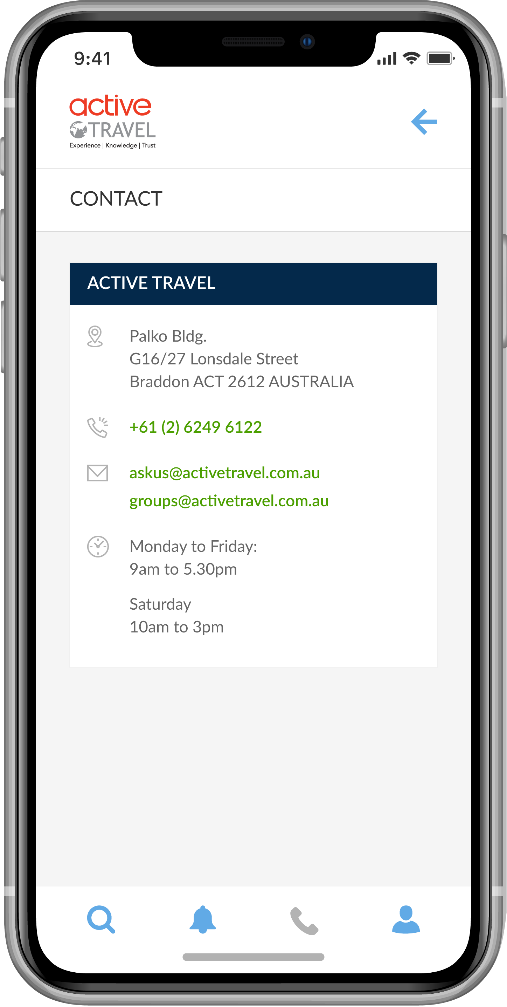 9:41
active
TRAVEL
Experience | Knowledge | Trust
CONTACT
ACTIVE TRAVEL
Palko Bldg.
G16/27 Lonsdale Street
Braddon ACT 2612 AUSTRALIA
+61 (2) 6249 6122
askus@activetravel.com.au
groups@activetravel.com.au
Monday to Friday:
9am to 5.30pm
Saturday
10am to 3pm